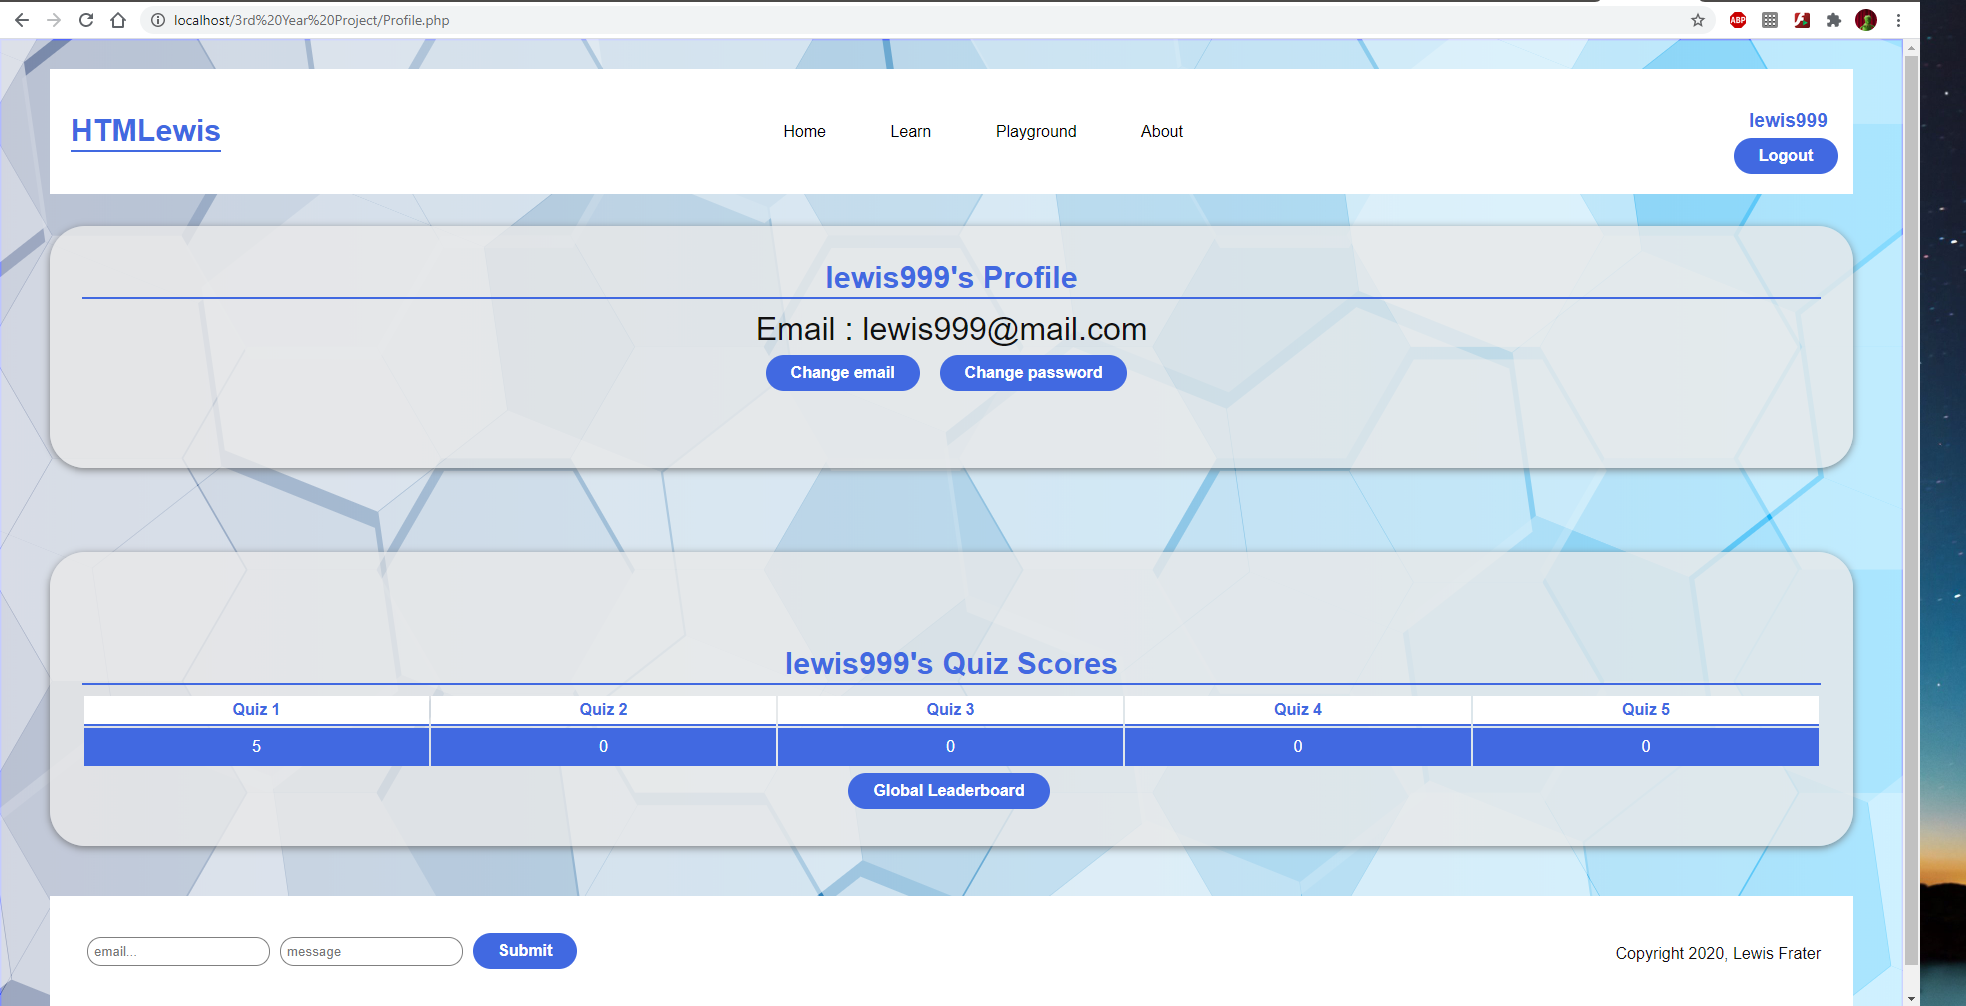 localhost/3rd%20Year%20Project/Profile.php
ABP
HTMLewis
Home Learn Playground About
lewis999
Logout
lewis999's Profile
Email : lewis999@mail.com
Change email Change password
lewis999's Quiz Scores
Quiz 1 Quiz 2 Quiz 3 Quiz 4 Quiz 5
5 0 0 0 0
Global Leaderboard
email... message Submit
Copyright 2020, Lewis Frater